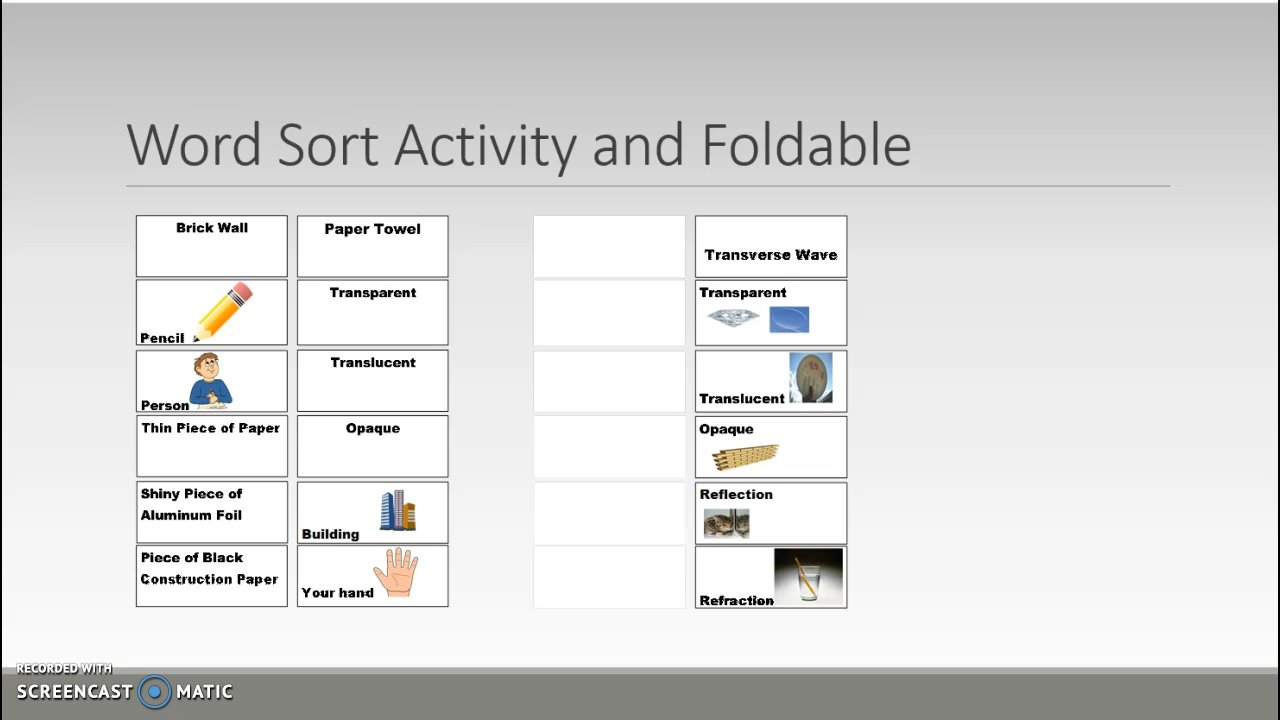 Word Sort Activity and Foldable
Brick Wall
Paper Towel
Transverse Wave
Pencil
Transparent
Transparent
Person
Translucent
Translucent
Thin Piece of Paper
Opaque
Opaque
Shiny Piece of
Aluminum Foil
Building
Reflection
Piece of Black
Construction Paper
Your hand
Refraction
RECORDED WITH
SCREENCAST MATIC